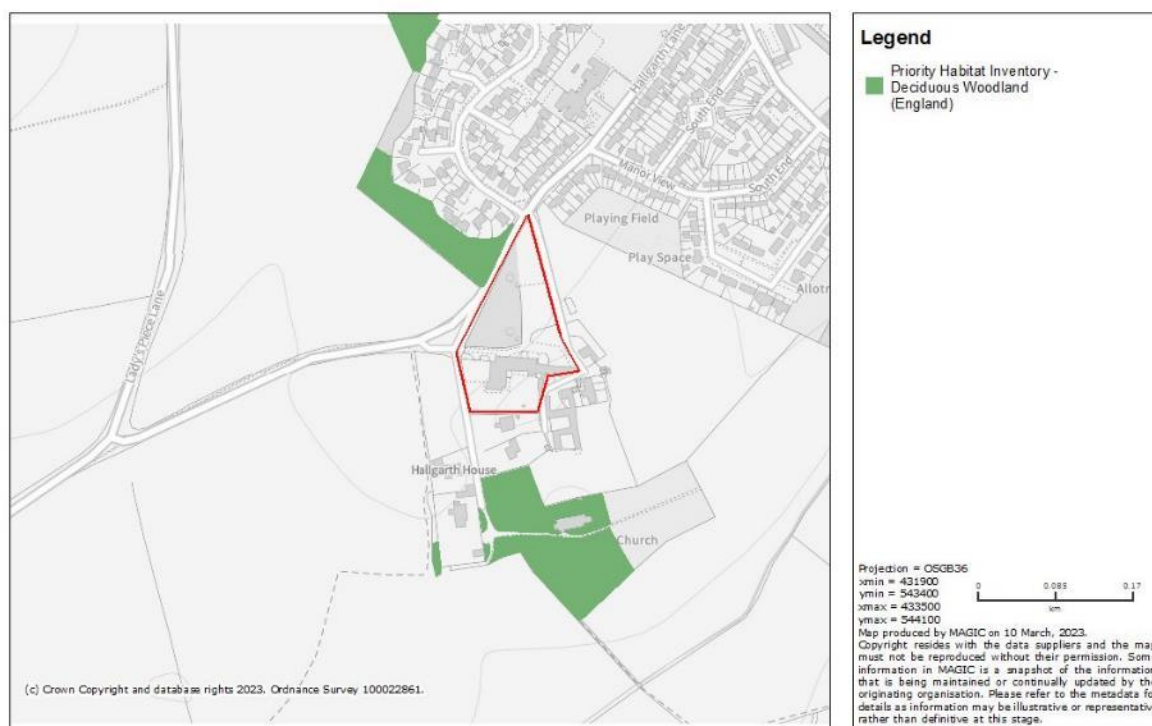 Hallgarth Lane
South End
Manor View
South End
Playing Field
Play Space
Allotm
Lady's Piece Lane
Hallgarth House
Church
(c) Crown Copyright and database rights 2023. Ordnance Survey 100022861.
Legend
Priority Habitat Inventory -
Deciduous Woodland
(England)
Projection = OSGB36
xmin = 431900
ymin = 543400
xmax = 433500
ymax = 544100
0 0.085 0.17
km
Map produced by MAGIC on 10 March, 2023.
Copyright resides with the data suppliers and the map
must not be reproduced without their permission. Som
information in MAGIC is a snapshot of the information
that is being maintained or continually updated by the
originating organisation. Please refer to the metadata fo
details as information may be illustrative or representativ
rather than definitive at this stage.